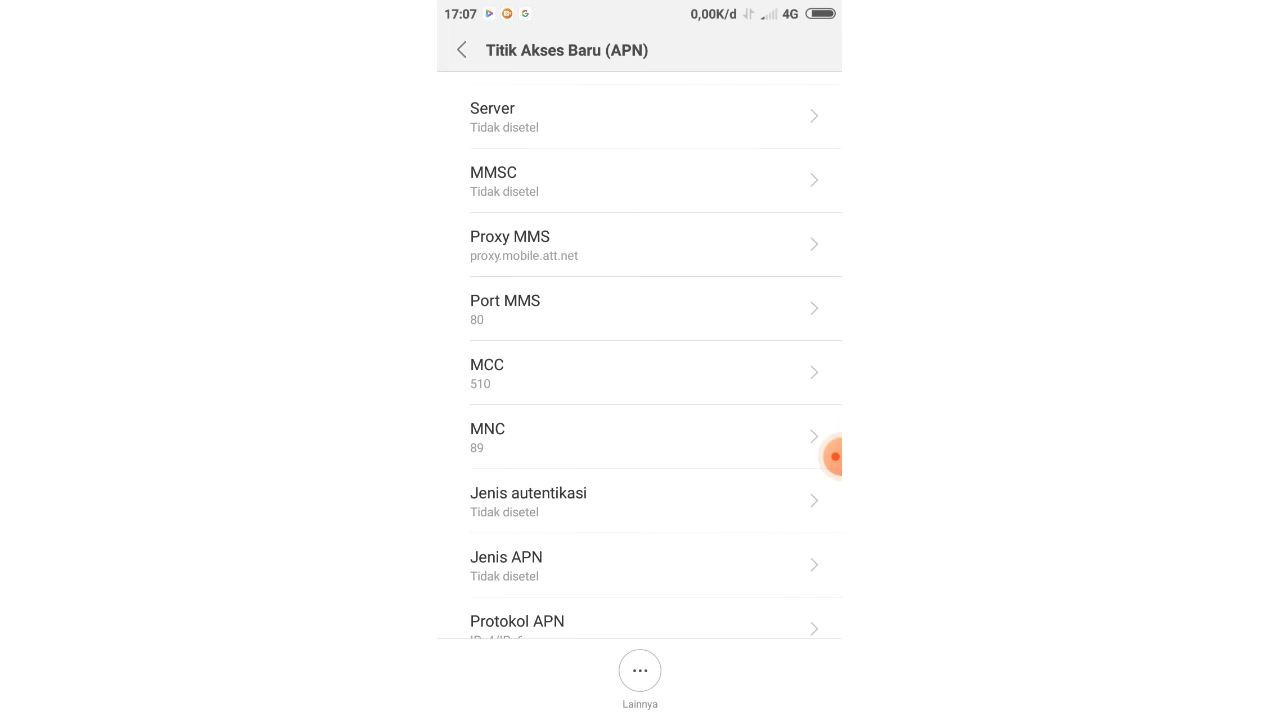 17:07 0,00K/d 4G
Titik Akses Baru (APN)
Server
Tidak disetel
MMSC
Tidak disetel
Proxy MMS
proxy.mobile.att.net
Port MMS
80
MCC
510
MNC
89
Jenis autentikasi
Tidak disetel
Jenis APN
Tidak disetel
Protokol APN
Lainnya